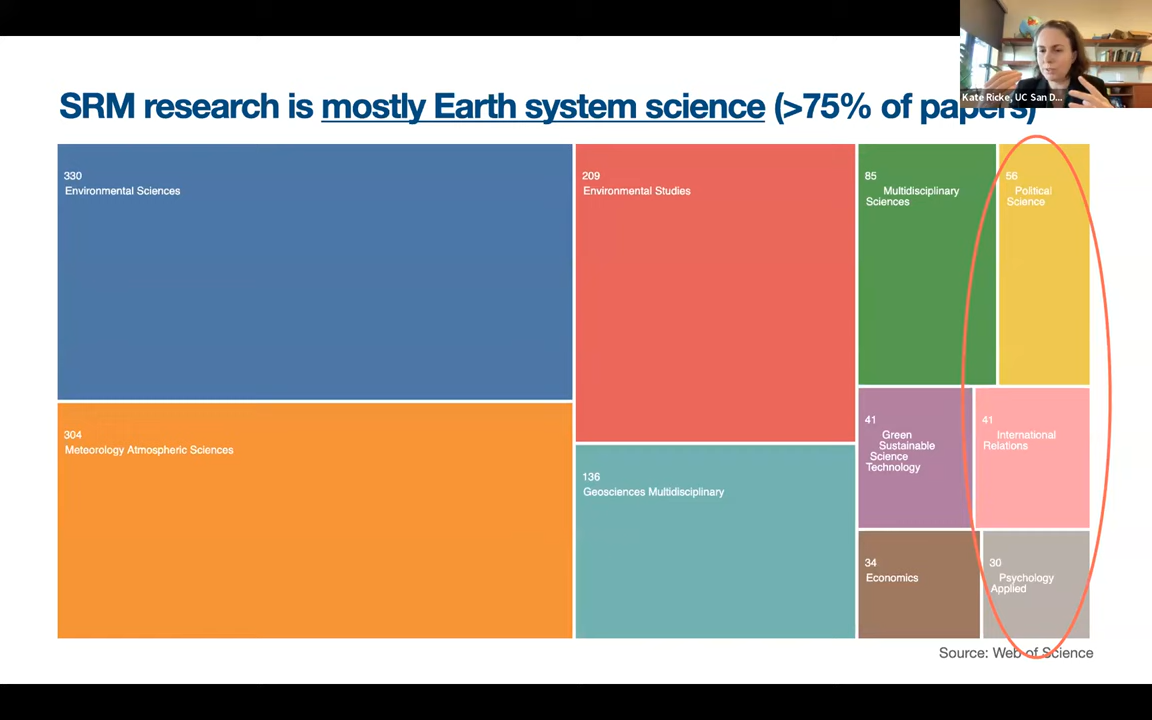 SRM research is mostly Earth system science (>75% of papers)
Kate Ricke, UC San D...
330
Environmental Sciences
304
Meteorology Atmospheric Sciences
209
Environmental Studies
136
Geosciences Multidisciplinary
85
Multidisciplinary
Sciences
56
Political
Science
41
Green
Sustainable
Science
Technology
41
International
Relations
34
Economics
30
Psychology
Applied
Source: Web of Science